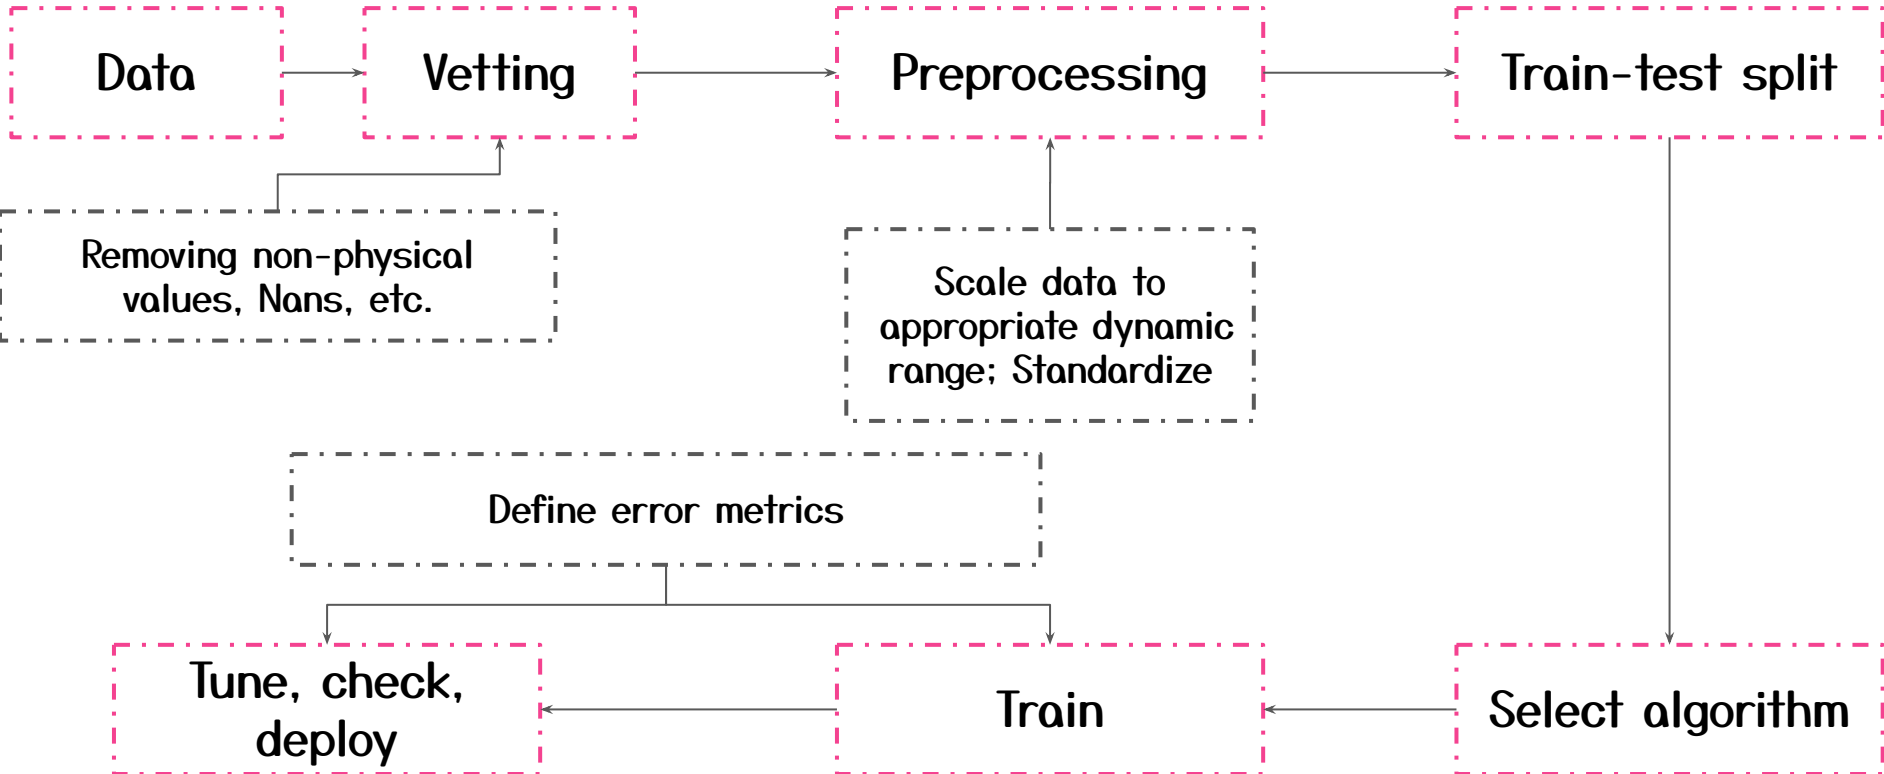 Data
Vetting
Preprocessing
Train-test split
Removing non-physical
values, Nans, etc.
Scale data to
appropriate dynamic
range; Standardize
Define error metrics
Tune, check,
deploy
Train
Select algorithm